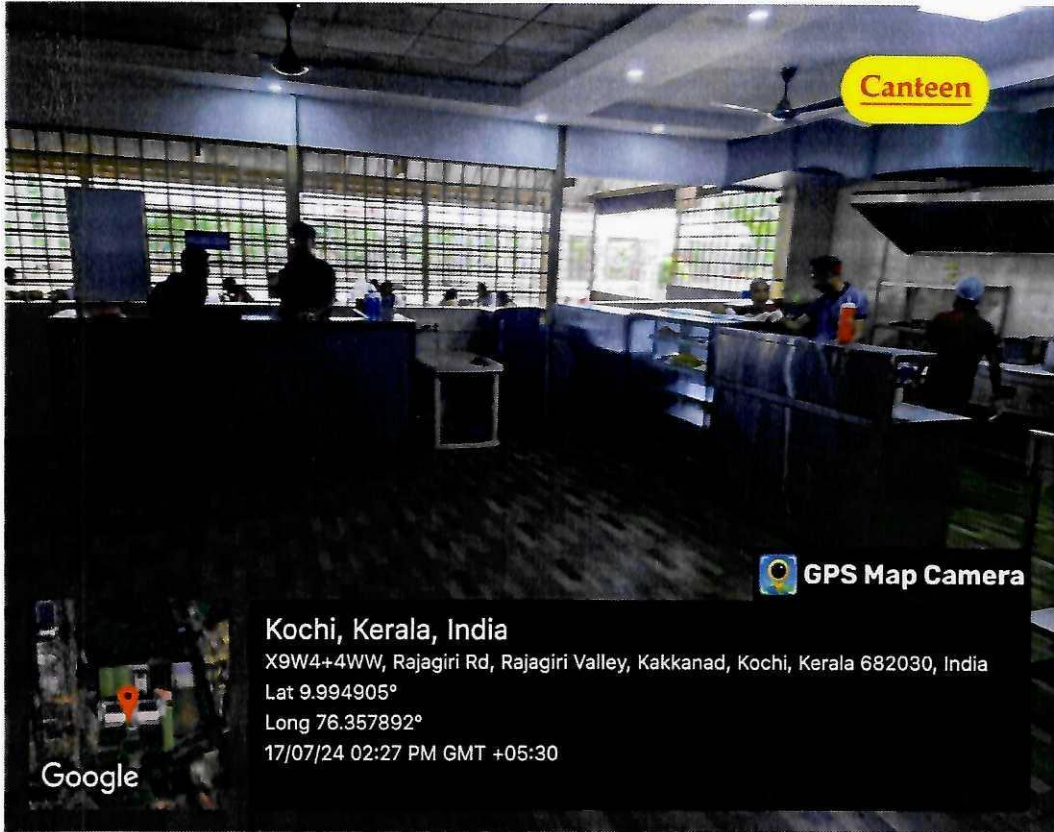 Canteen
GPS Map Camera
Kochi, Kerala, India
X9W4+4WW, Rajagiri Rd, Rajagiri Valley, Kakkanad, Kochi, Kerala 682030, India
Lat 9.994905°
Long 76.357892°
17/07/24 02:27 PM GMT +05:30
Google